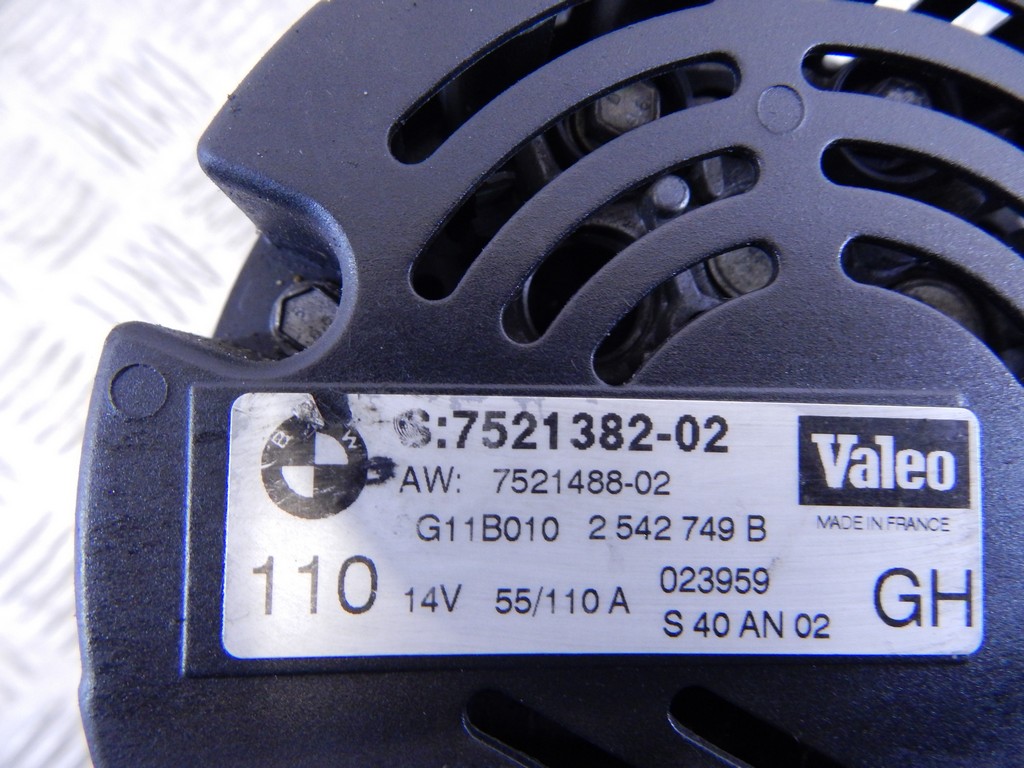 BMW
S:7521382-02
AW: 7521488-02
Valeo
MADE IN FRANCE
G11B010 2 542 749 B
110 14V 55/110 A 023959 GH
S 40 AN 02